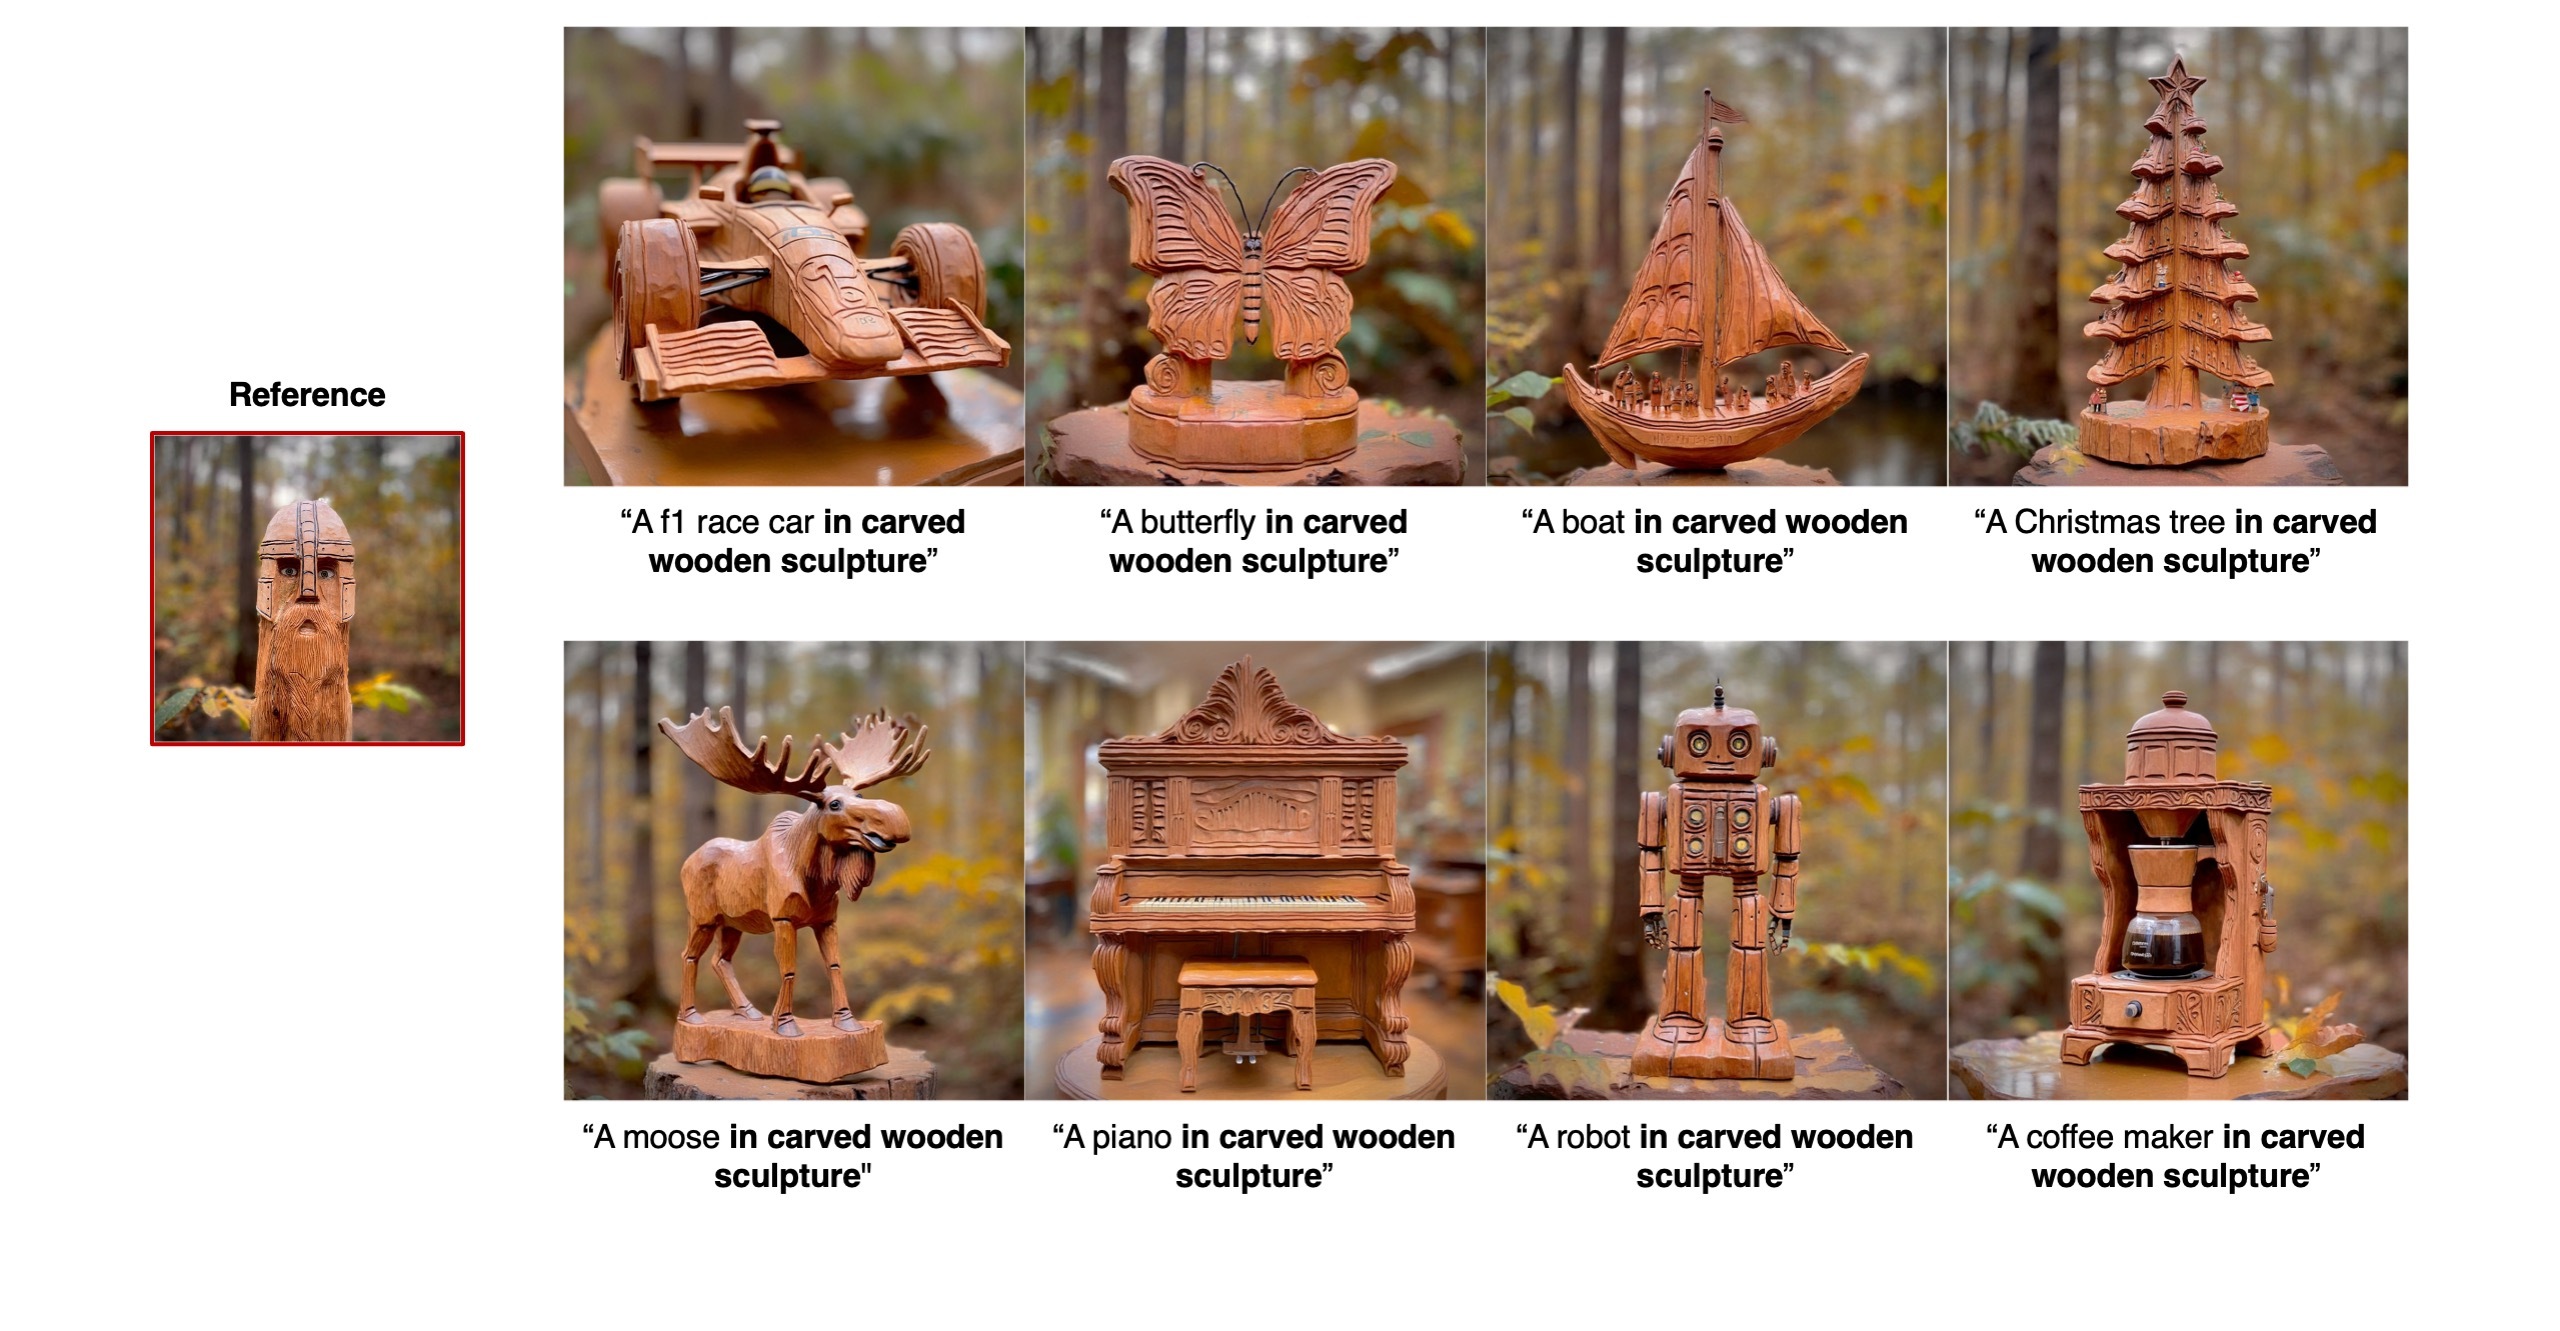 Reference
“A f1 race car in carved
wooden sculpture”
“A butterfly in carved
wooden sculpture”
“A boat in carved wooden
sculpture”
“A Christmas tree in carved
wooden sculpture”
“A moose in carved wooden
sculpture"
“A piano in carved wooden
sculpture”
“A robot in carved wooden
sculpture”
“A coffee maker in carved
wooden sculpture”